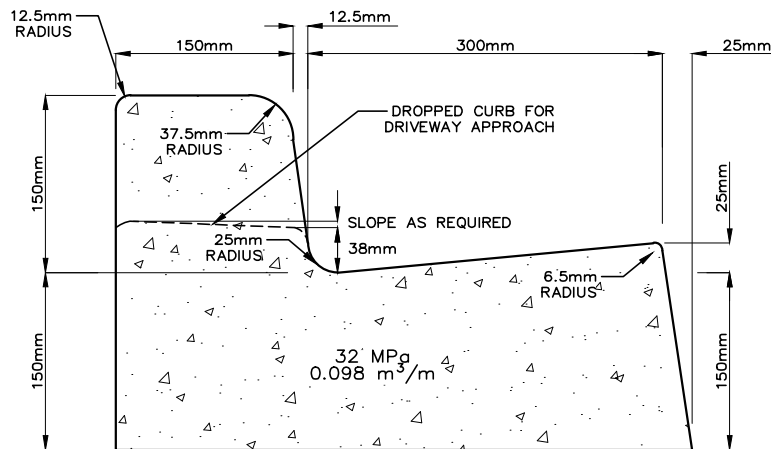 12.5mm
RADIUS
12.5mm
150mm
300mm
25mm
DROPPED CURB FOR
DRIVEWAY APPROACH
37.5mm
RADIUS
150mm
25mm
SLOPE AS REQUIRED
25mm
RADIUS
38mm
6.5mm
RADIUS
150mm
32 MPa
0.098 m³/m
150mm